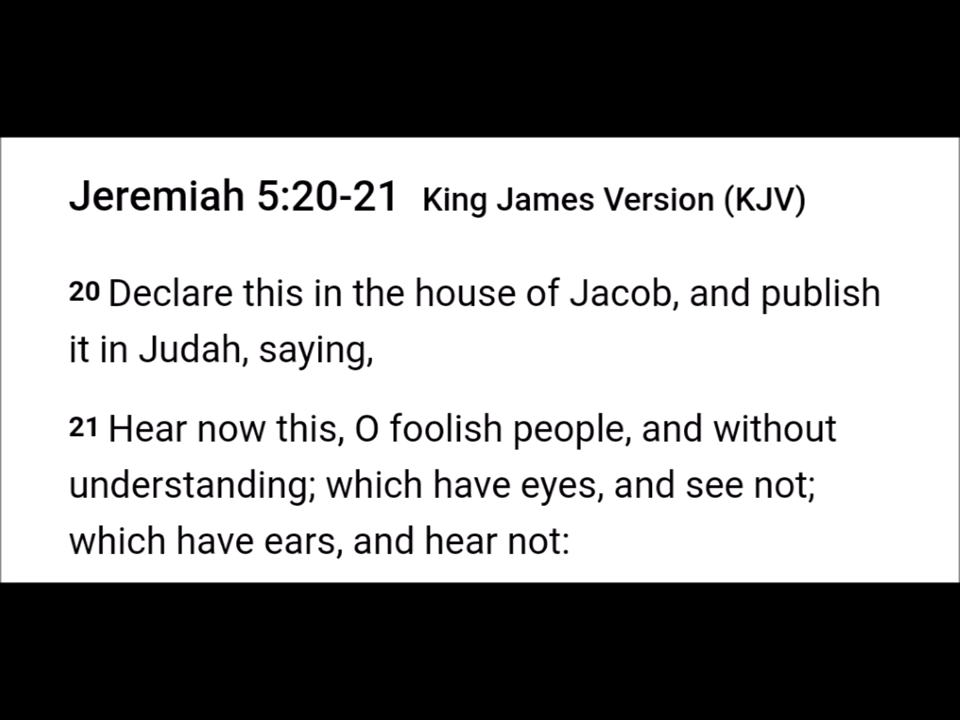 Jeremiah 5:20-21 King James Version (KJV)
20 Declare this in the house of Jacob, and publish
it in Judah, saying,
21 Hear now this, O foolish people, and without
understanding; which have eyes, and see not;
which have ears, and hear not: